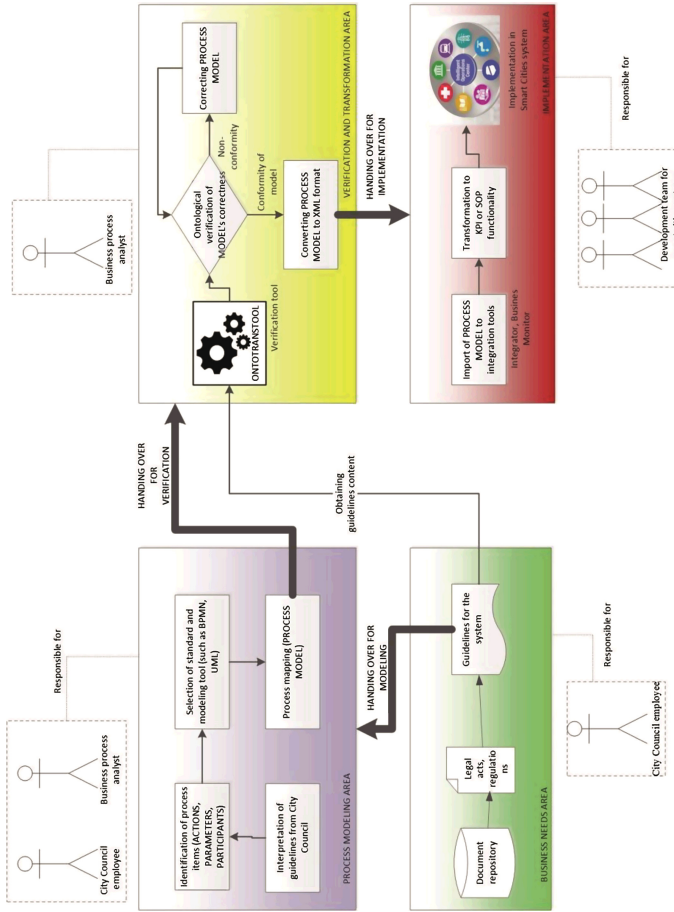 Responsible for
City Council
employee
Business process
analyst
Identification of process
items (ACTIONS,
PARAMETERS,
PARTICIPANTS)
Selection of standard and
modeling tool (such as BPMN,
UML)
Interpretation of
guidelines from City
Council
Process mapping (PROCESS
MODEL)
PROCESS MODELING AREA
HANDING OVER
FOR
VERIFICATION
Business process
analyst
ONTOTRANSTOOL
Verification tool
Ontological
verification of
MODEL's correctness
Non-
conformity
Correcting PROCESS
MODEL
Conformity of
model
Converting PROCESS
MODEL to XML format
VERIFICATION AND TRANSFORMATION AREA
HANDING OVER FOR
MODELING
Obtaining
guidelines content
HANDING OVER FOR
IMPLEMENTATION
Document
repository
Legal
acts,
regulatio
ns
Guidelines for the
system
BUSINESS NEEDS AREA
Responsible for
City Council employee
Import of PROCESS
MODEL to
integration tools
Integrator, Busines
Monitor
Transformation to
KPI or SOP
functionality
Intelligent
Operations
Center
Implementation in
Smart Cities system
IMPLEMENTATION AREA
Responsible for
Development team for